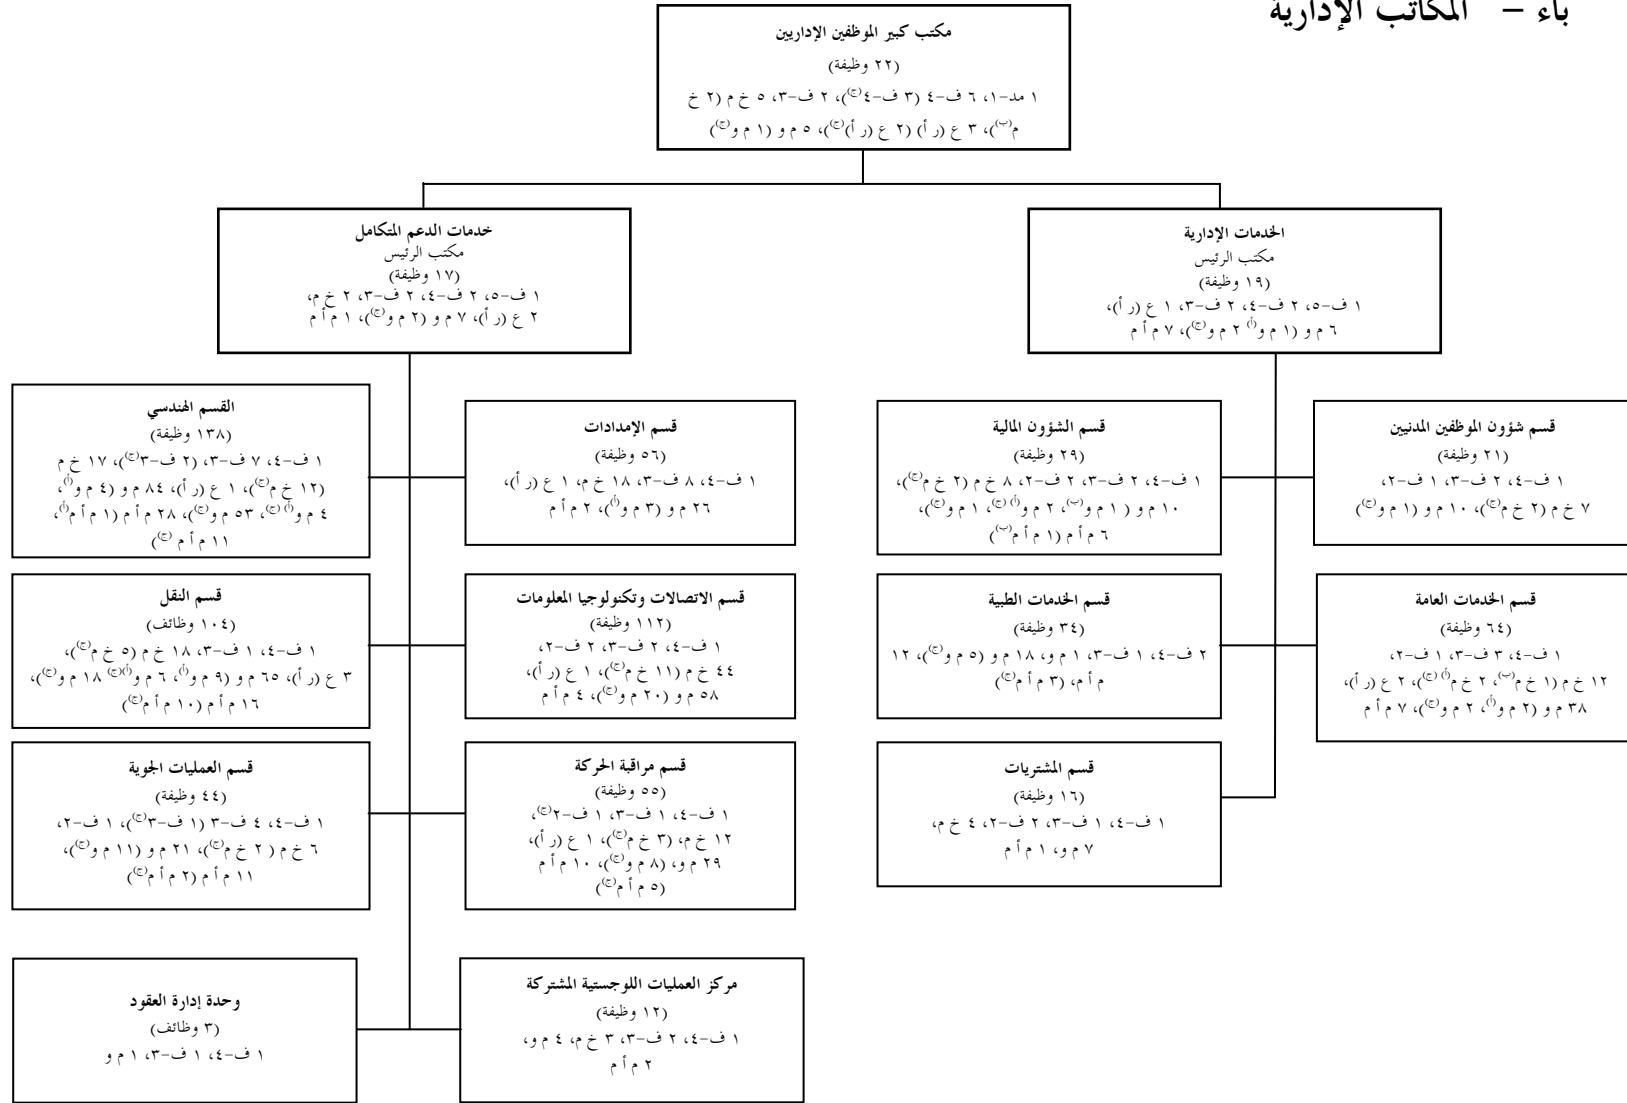 باء – المكاتب الإدارية
مكتب كبير الموظفين الإداريين
(٢٢ وظيفة)
١ مد-١، ٦ ف-٤ (٣ ف-٤(ج))، ٢ ف-٣، ٥ خ م (٢ خ
م(ب))، ٣ ع (ر أ) (٢ ع (ر أ)(ج))، ٥ م و (١ م و(ج))
الخدمات الإدارية
مكتب الرئيس
(١٩ وظيفة)
١ ف-٥، ٢ ف-٤، ٢ ف-٣، ١ ع (ر أ)،
٦ م و (١ م و(أ) ٢ م و(ج))، ٧ م أ م
خدمات الدعم المتكامل
مكتب الرئيس
(١٧ وظيفة)
١ ف-٥، ٢ ف-٤، ٢ ف-٣، ٢ خ م،
٢ ع (ر أ)، ٧ م و (٢ م و(ج))، ١ م أ م
قسم شؤون الموظفين المدنيين
(٢١ وظيفة)
١ ف-٤، ٢ ف-٣، ١ ف-٢،
٧ خ م (٢ خ م(ج))، ١٠ م و (١ م و(ج))
قسم الشؤون المالية
(٢٩ وظيفة)
١ ف-٤، ٢ ف-٣، ٢ ف-٢، ٨ خ م (٢ خ م(ج))،
١٠ م و ( ١ م و(ب)، ٢ م و(أ) (ج)، ١ م و(ج))،
٦ م أ م (١ م أ م(ب))
قسم الإمدادات
(٥٦ وظيفة)
١ ف-٤، ٨ ف-٣، ١٨ خ م، ١ ع (ر أ)،
٢٦ م و (٣ م و(أ))، ٢ م أ م
القسم الهندسي
(١٣٨ وظيفة)
١ ف-٤، ٧ ف-٣، (٢ ف-٣(ج))، ١٧ خ م
(١٢ خ م(ج))، ١ ع (ر أ)، ٨٤ م و (٤ م و(أ)،
٤ م و(أ) (ج)، ٥٣ م و(ج))، ٢٨ م أ م (١ م أ م(أ)،
١١ م أ م (ج))
قسم الخدمات العامة
(٦٤ وظيفة)
١ ف-٤، ٣ ف-٣، ١ ف-٢،
١٢ خ م (١ خ م(ب)، ٢ خ م(أ) (ج))، ٢ ع (ر أ)،
٣٨ م و (٢ م و(أ)، ٢ م و(ج))، ٧ م أ م
قسم الخدمات الطبية
(٣٤ وظيفة)
٢ ف-٤، ١ ف-٣، ١ م و، ١٨ م و (٥ م و(ج))، ١٢
م أ م، (٣ م أ م(ج))
قسم الاتصالات وتكنولوجيا المعلومات
(١١٢ وظيفة)
١ ف-٤، ٢ ف-٣، ٢ ف-٢،
٤٤ خ م (١١ خ م(ج))، ١ ع (ر أ)،
٥٨ م و (٢٠ م و(ج))، ٤ م أ م
قسم النقل
(١٠٤ وظائف)
١ ف-٤، ١ ف-٣، ١٨ خ م (٥ خ م(ج))،
٣ ع (ر أ)، ٦٥ م و (٩ م و(أ)، ٦ م و(أ)(ج) ١٨ م و(ج))،
١٦ م أ م (١٠ م أ م(ج))
قسم المشتريات
(١٦ وظيفة)
١ ف-٤، ١ ف-٣، ٢ ف-٢، ٤ خ م،
٧ م و، ١ م أ م
قسم مراقبة الحركة
(٥٥ وظيفة)
١ ف-٤، ١ ف-٣، ١ ف-٢(ج)،
١٢ خ م، (٣ خ م(ج))، ١ ع (ر أ)،
٢٩ م و، (٨ م و(ج))، ١٠ م أ م
(٥ م أ م(ج))
قسم العمليات الجوية
(٤٤ وظيفة)
١ ف-٤، ٤ ف-٣ (١ ف-٣(ج))، ١ ف-٢،
٦ خ م ( ٢ خ م(ج))، ٢١ م و (١١ م و(ج))،
١١ م أ م (٢ م أ م(ج))
مركز العمليات اللوجستية المشتركة
(١٢ وظيفة)
١ ف-٤، ٢ ف-٣، ٣ خ م، ٤ م و،
٢ م أ م
وحدة إدارة العقود
(٣ وظائف)
١ ف-٤، ١ ف-٣، ١ م و